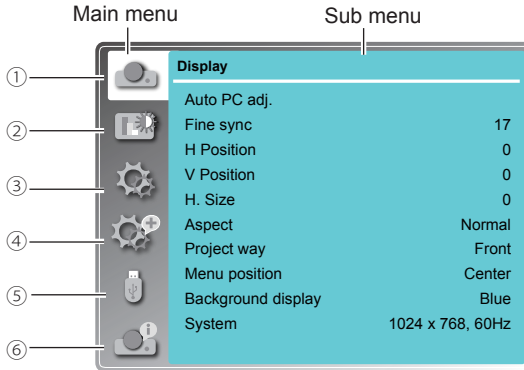 Main menu Sub menu
① Display
Auto PC adj.
② Fine sync 17
H Position 0
V Position 0
③ H. Size 0
Aspect Normal
④ Project way Front
Menu position Center
⑤ Background display Blue
System 1024 x 768, 60Hz
⑥